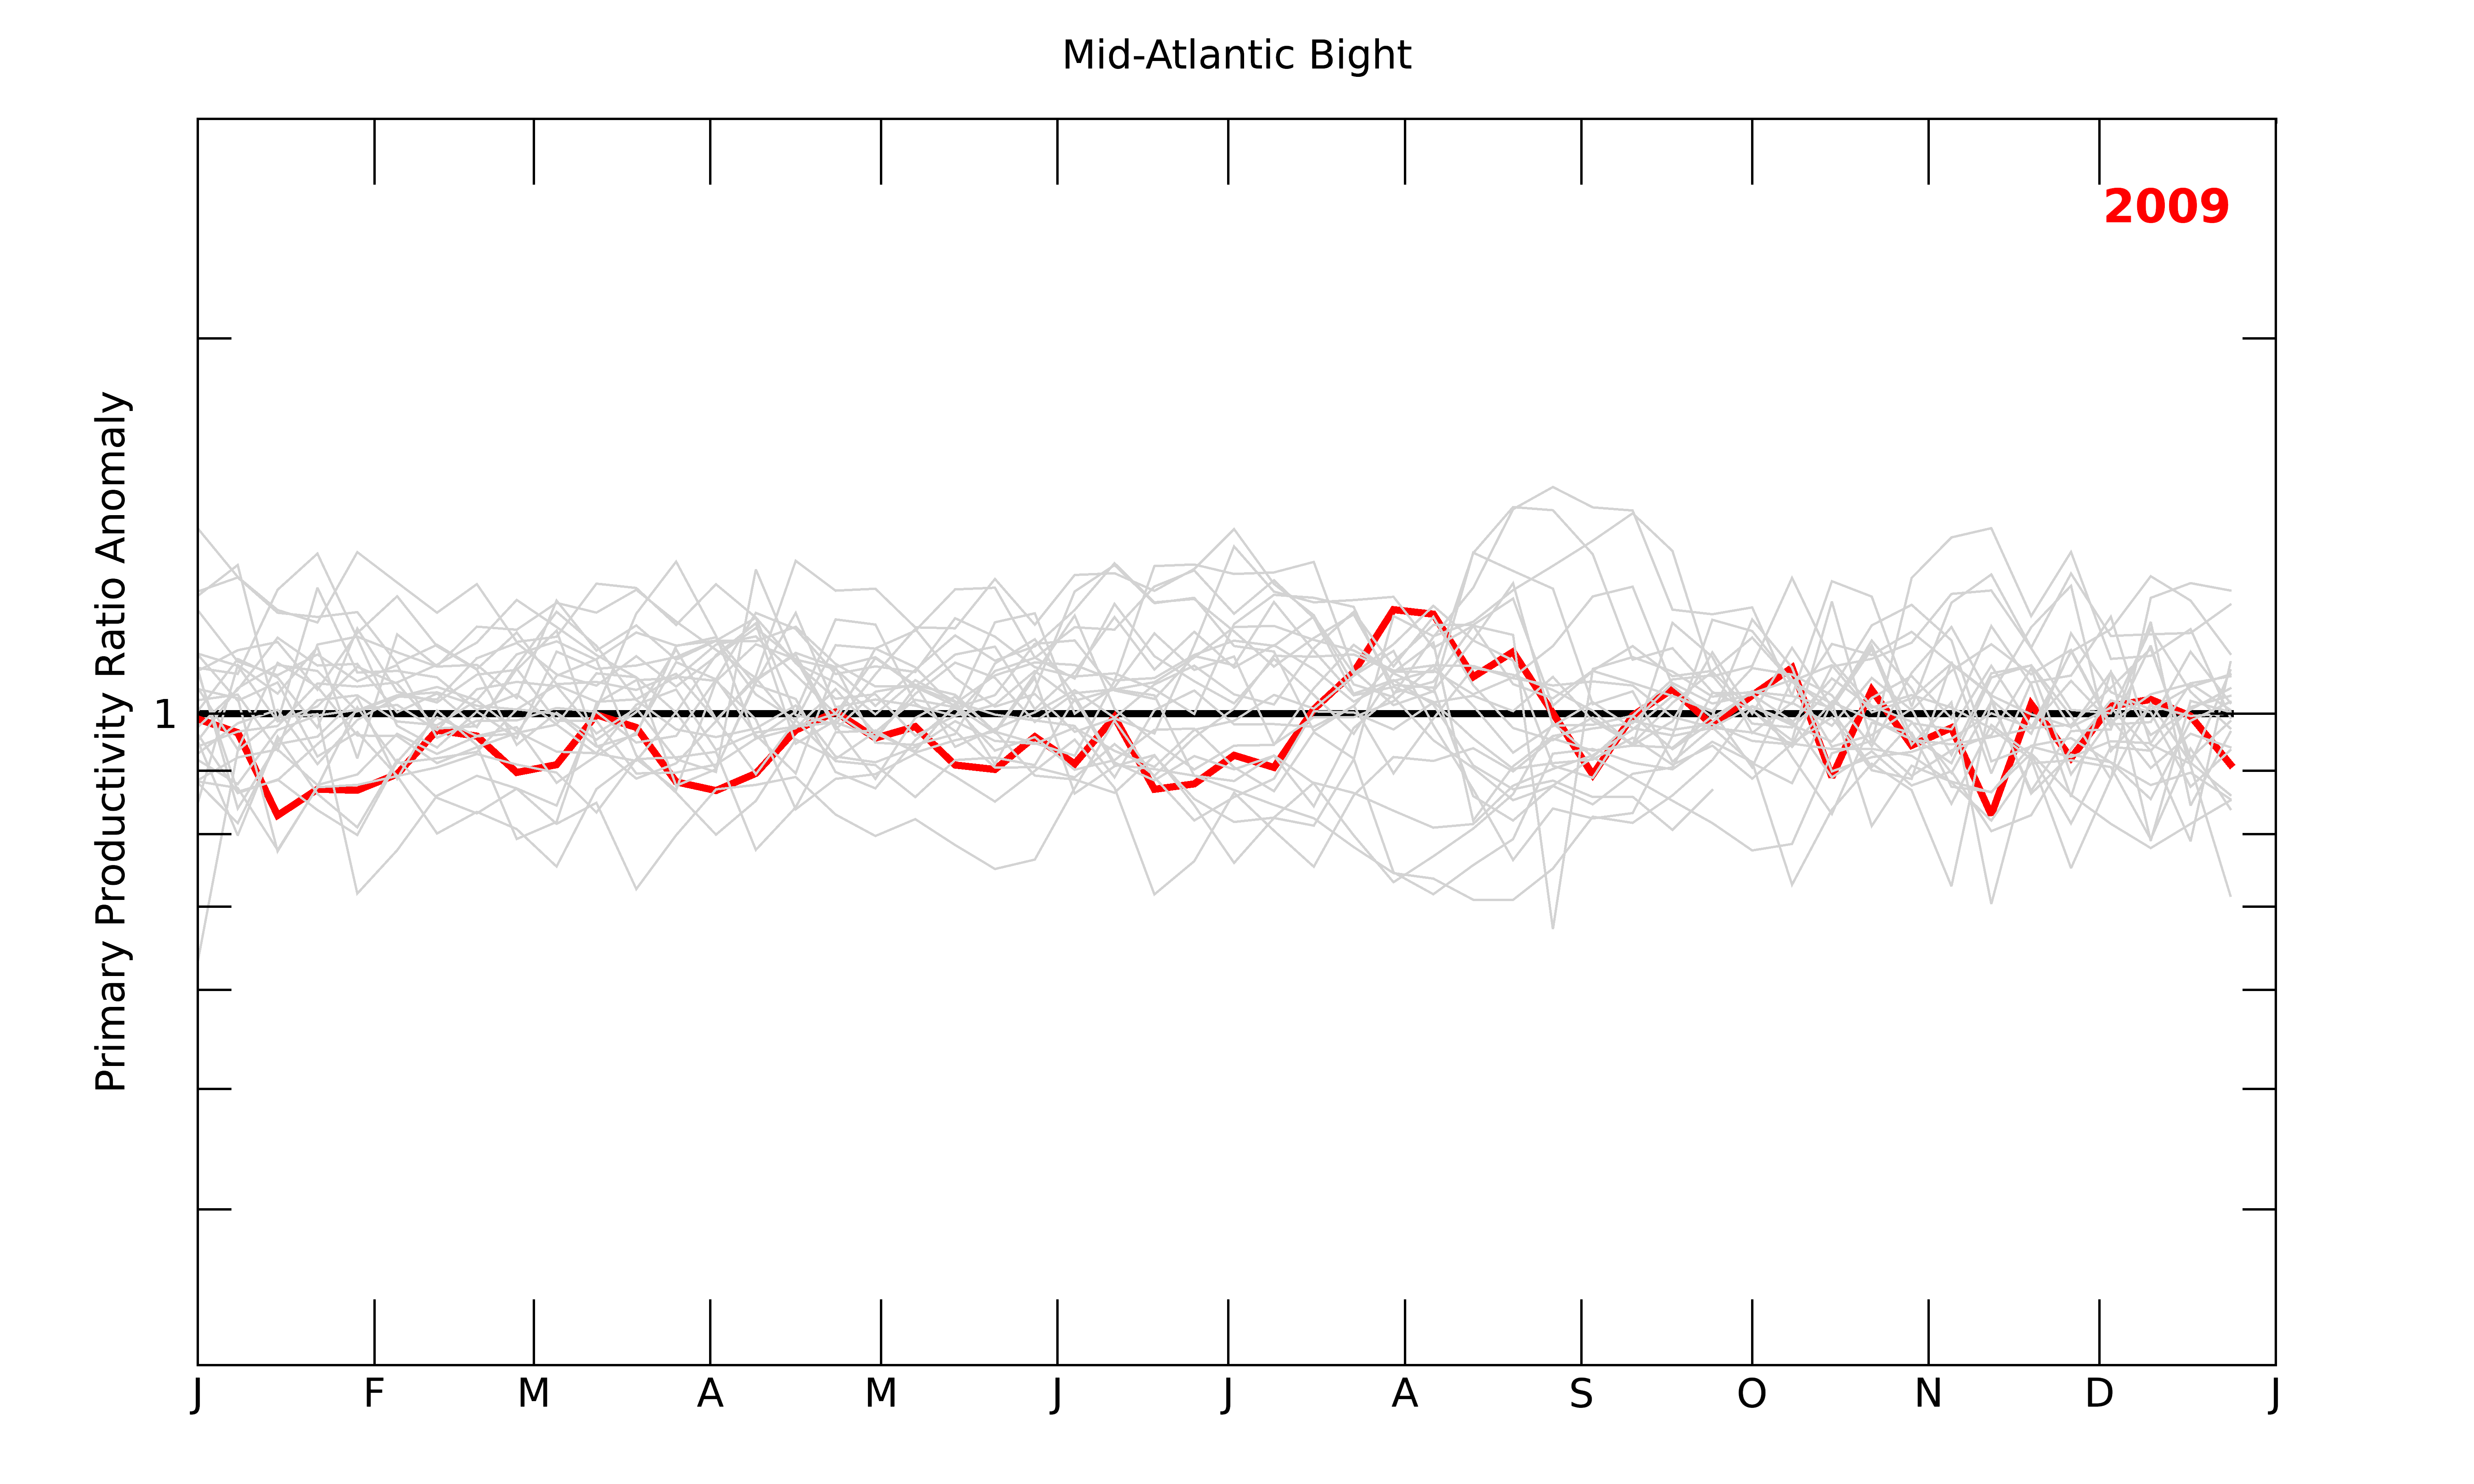 Mid-Atlantic Bight
2009
Primary Productivity Ratio Anomaly
1
J F M A M J J A S O N D J